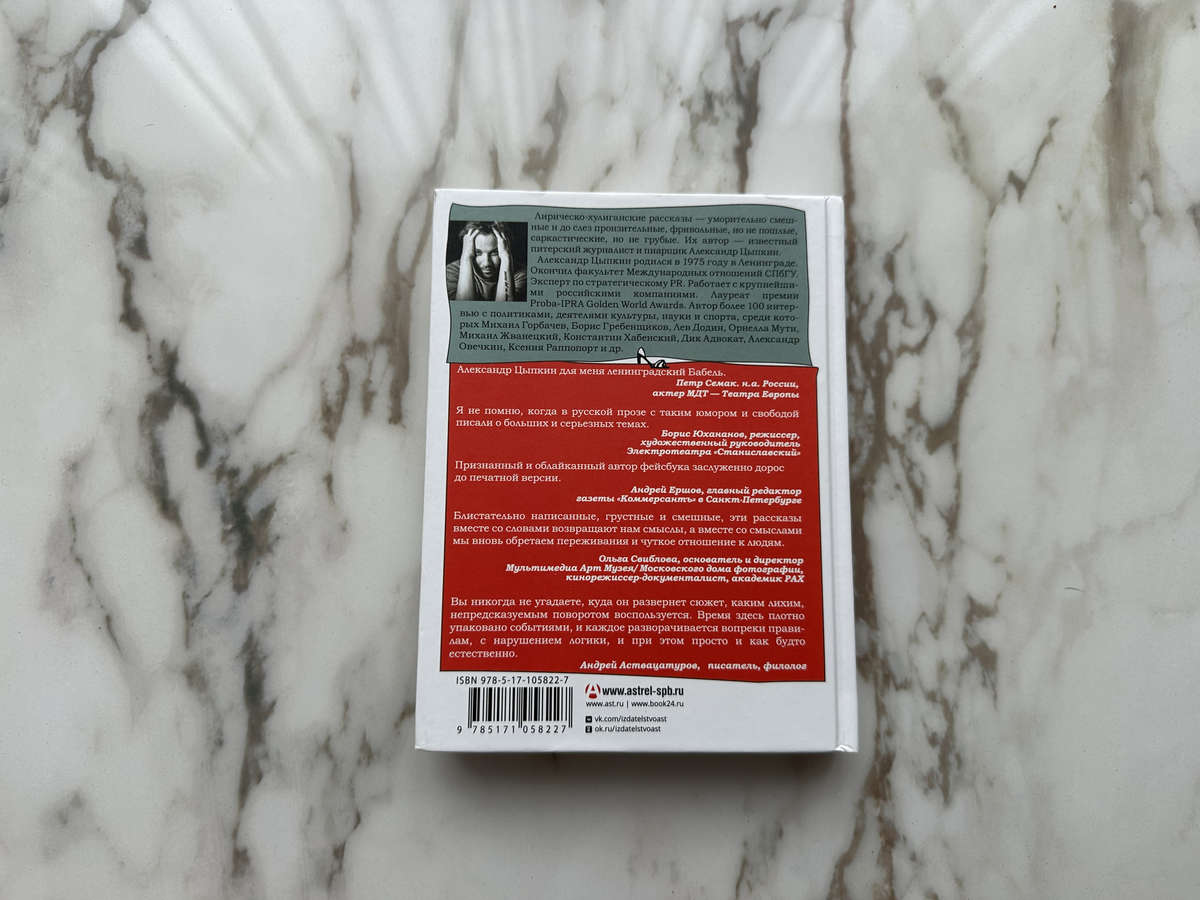 Лирическо-хулиганские рассказы — уморительно смеш-
ные и до слез пронзительные, фривольные, но не пошлые,
саркастические, но не грубые. Их автор — известный
питерский журналист и пиарщик Александр Цыпкин.
Александр Цыпкин родился в 1975 году в Ленинграде.
Окончил факультет Международных отношений СПбГУ.
Эксперт по стратегическому PR. Работает с крупнейши-
ми российскими компаниями. Лауреат премии
Proba-IPRA Golden World Awards. Автор более 100 интер-
вью с политиками, деятелями культуры, науки и спорта, среди кото-
рых Михаил Горбачев, Борис Гребенщиков, Лев Додин, Орнелла Мути,
Михаил Жванецкий, Константин Хабенский, Дик Адвокат, Александр
Овечкин, Ксения Раппопорт и др.
Александр Цыпкин для меня ленинградский Бабель.
Петр Семак. н.а. России,
актер МДТ — Театра Европы
Я не помню, когда в русской прозе с таким юмором и свободой
писали о больших и серьезных темах.
Борис Юхананов, режиссер,
художественный руководитель
Электротеатра «Станиславский»
Признанный и облайканный автор фейсбука заслуженно дорос
до печатной версии.
Андрей Ершов, главный редактор
газеты «Коммерсантъ» в Санкт-Петербурге
Блистательно написанные, грустные и смешные, эти рассказы
вместе со словами возвращают нам смыслы, а вместе со смыслами
мы вновь обретаем переживания и чуткое отношение к людям.
Ольга Свиблова, основатель и директор
Мультимедиа Арт Музея/ Московского дома фотографии,
кинорежиссер-документалист, академик РАХ
Вы никогда не угадаете, куда он развернет сюжет, каким лихим,
непредсказуемым поворотом воспользуется. Время здесь плотно
упаковано событиями, и каждое разворачивается вопреки прави-
лам, с нарушением логики, и при этом просто и как будто
естественно.
Андрей Аствацатуров, писатель, филолог
ISBN 978-5-17-105822-7
9 785171 058227
www.astrel-spb.ru
www.ast.ru | www.book24.ru
vk.com/izdatelstvoast
ok.ru/izdatelstvoast